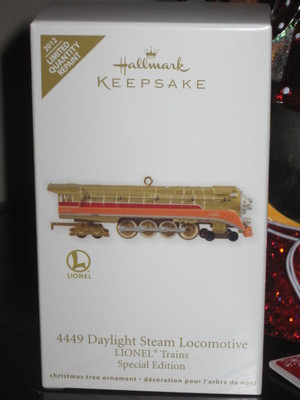 2012
LIMITED
QUANTITY
REPAINT
Hallmark
KEEPSAKE
L
LIONEL
4449 Daylight Steam Locomotive
LIONEL® Trains
Special Edition
christmas tree ornament • décoration pour l'arbre de noël